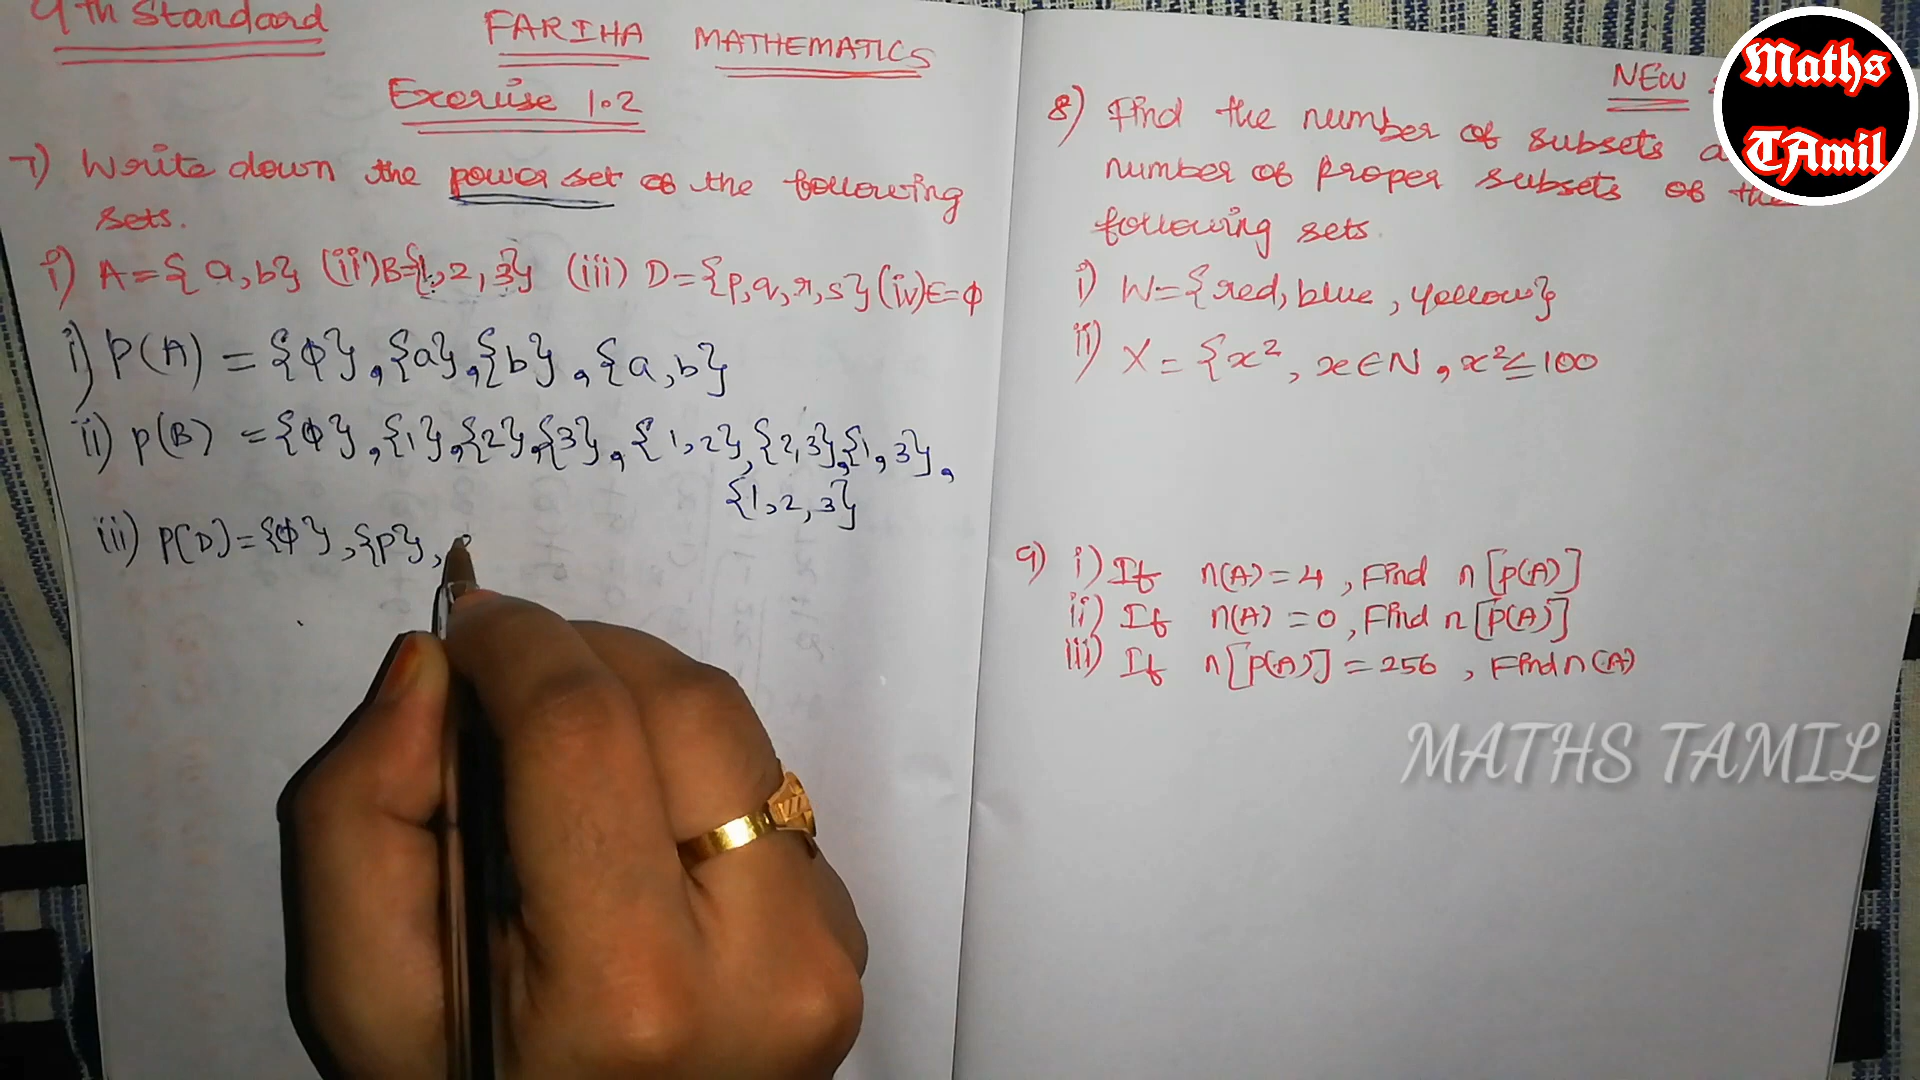 9th Standard FARIHA MATHEMATICS
Exercise 1.2
7) Write down the power set of the following
sets.
i) A={a,b} (ii) B={1,2,3} (iii) D={p,q,r,s} (iv) E=ϕ
i) P(A) = {ϕ},{a},{b},{a,b}
ii) P(B) = {ϕ},{1},{2},{3},{1,2},{2,3},{1,3},
{1,2,3}
iii) P(D)={ϕ},{p},
NEW
8) Find the number of subsets
number of proper subsets of the
following sets.
i) W={red, blue, yellow}
ii) X = {x², x∈N, x²≤100
9) i) If n(A)=4, Find n[p(A)]
ii) If n(A)=0, Find n[p(A)]
iii) If n[p(A)]=256, Find n(A)
Maths
TAmil
MATHS TAMIL